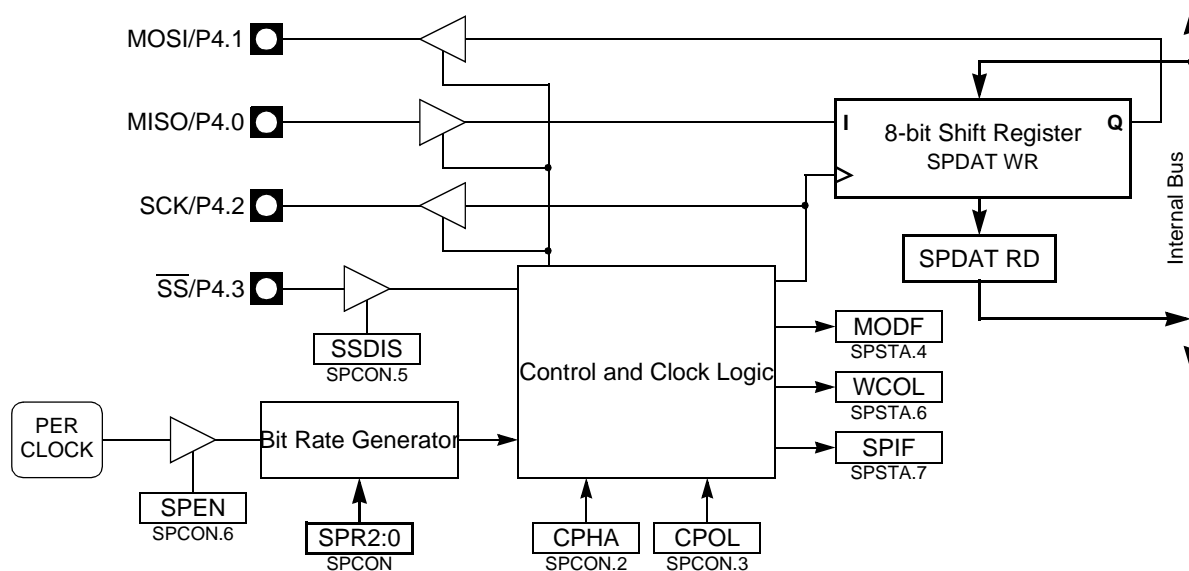 MOSI/P4.1
MISO/P4.0
I
8-bit Shift Register
Q
SPDAT WR
SCK/P4.2
Internal Bus
SPDAT RD
SS/P4.3
MODF
SPSTA.4
SSDIS
SPCON.5
Control and Clock Logic
WCOL
SPSTA.6
PER
CLOCK
Bit Rate Generator
SPIF
SPSTA.7
SPEN
SPCON.6
SPR2:0
SPCON
CPHA
SPCON.2
CPOL
SPCON.3